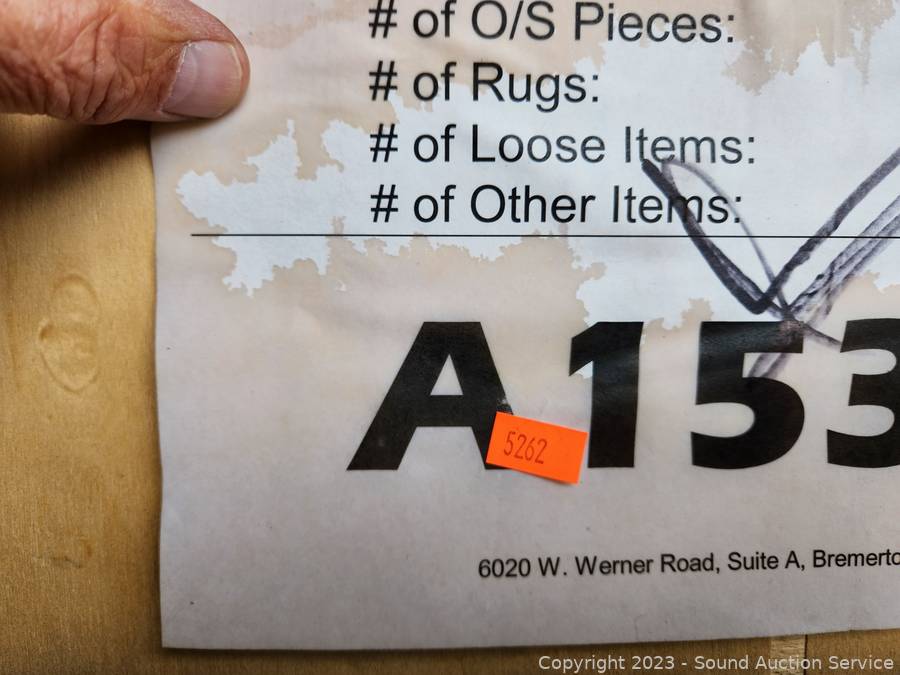 # of O/S Pieces:
# of Rugs:
# of Loose Items:
# of Other Items:
A153
5262
6020 W. Werner Road, Suite A, Bremerto
Copyright 2023 - Sound Auction Service